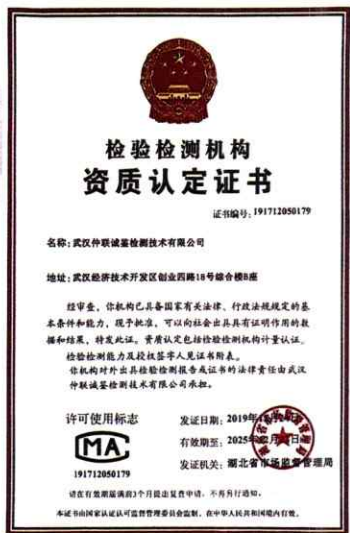 检验检测机构
资质认定证书
证书编号：191712050179
名称：武汉仲联诚鉴检测技术有限公司
地址：武汉经济技术开发区创业四路18号综合楼B座
经审查，你机构已具备国家有关法律、行政法规规定的基
本条件和能力，现予批准，可以向社会出具具有证明作用的数
据和结果，特发此证。资质认定包括检验检测机构计量认证。
检验检测能力及授权签字人见证书附表。
你机构对外出具检验检测报告或证书的法律责任由武汉
仲联诚鉴检测技术有限公司承担。
许可使用标志
MA
191712050179
发证日期：2019年
有效期至：2025年
发证机关：湖北省市场监督管理局
请在有效期届满前3个月提出复查申请，不再另行通知。
本证书由国家认证认可监督管理委员会监制，在中华人民共和国境内有效。